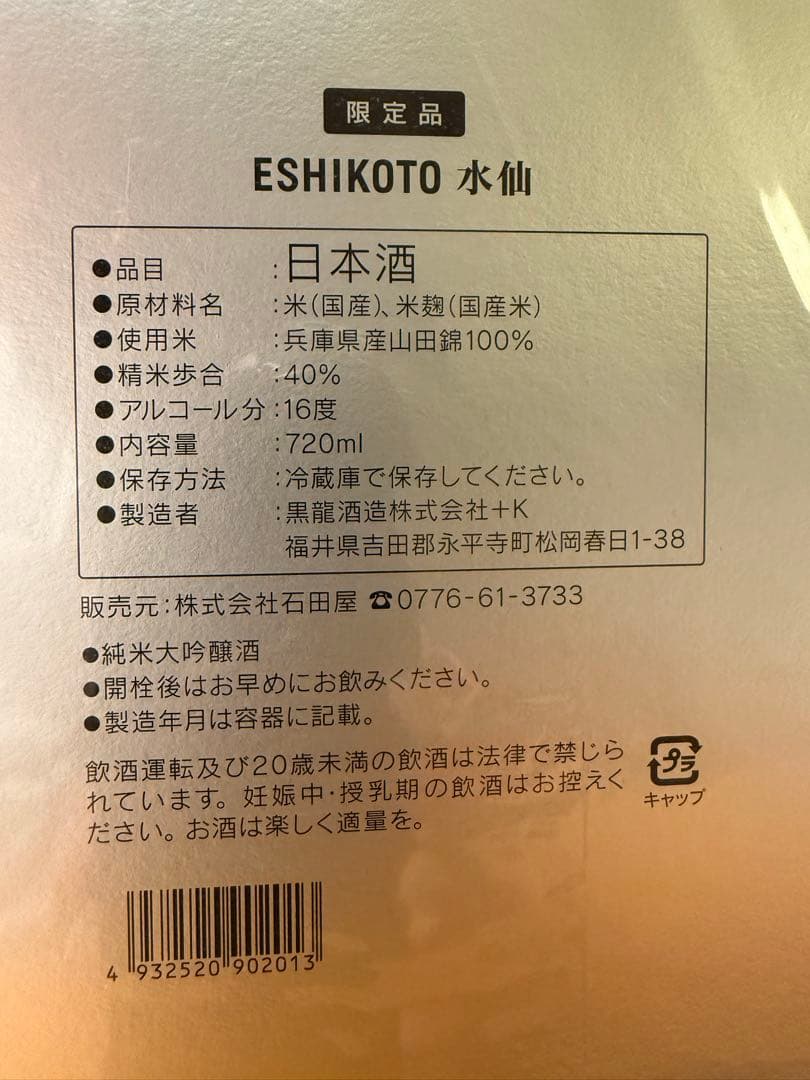 限定品
ESHIKOTO 水仙
●品目 :日本酒
●原材料名 :米(国産)、米麹(国産米)
●使用米 :兵庫県産山田錦100%
●精米歩合 :40%
●アルコール分:16度
●内容量 :720ml
●保存方法 :冷蔵庫で保存してください。
●製造者 :黒龍酒造株式会社+K
福井県吉田郡永平寺町松岡春日1-38
販売元:株式会社石田屋 ☎0776-61-3733
●純米大吟醸酒
●開栓後はお早めにお飲みください。
●製造年月は容器に記載。
飲酒運転及び20歳未満の飲酒は法律で禁じら
れています。妊娠中・授乳期の飲酒はお控えく
ださい。お酒は楽しく適量を。
プラ
キャップ
4 932520 902013